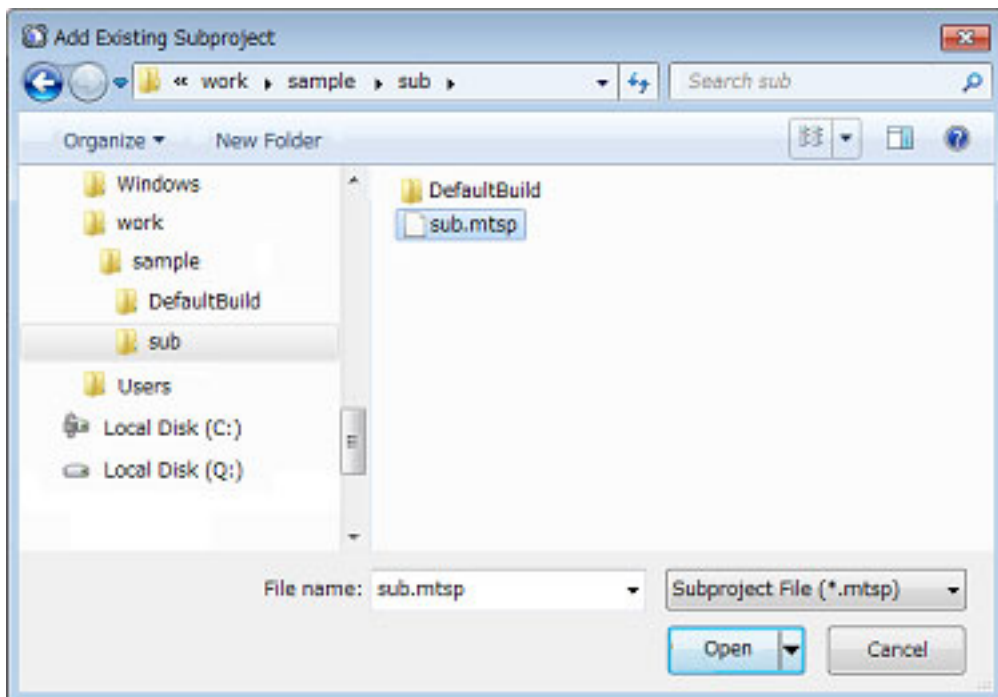 Add Existing Subproject
« work ▸ sample ▸ sub ▸
Search sub
Organize ▾ New Folder
Windows
work
sample
DefaultBuild
sub
Users
Local Disk (C:)
Local Disk (Q:)
DefaultBuild
sub.mtsp
File name: sub.mtsp
Subproject File (*.mtsp)
Open
Cancel